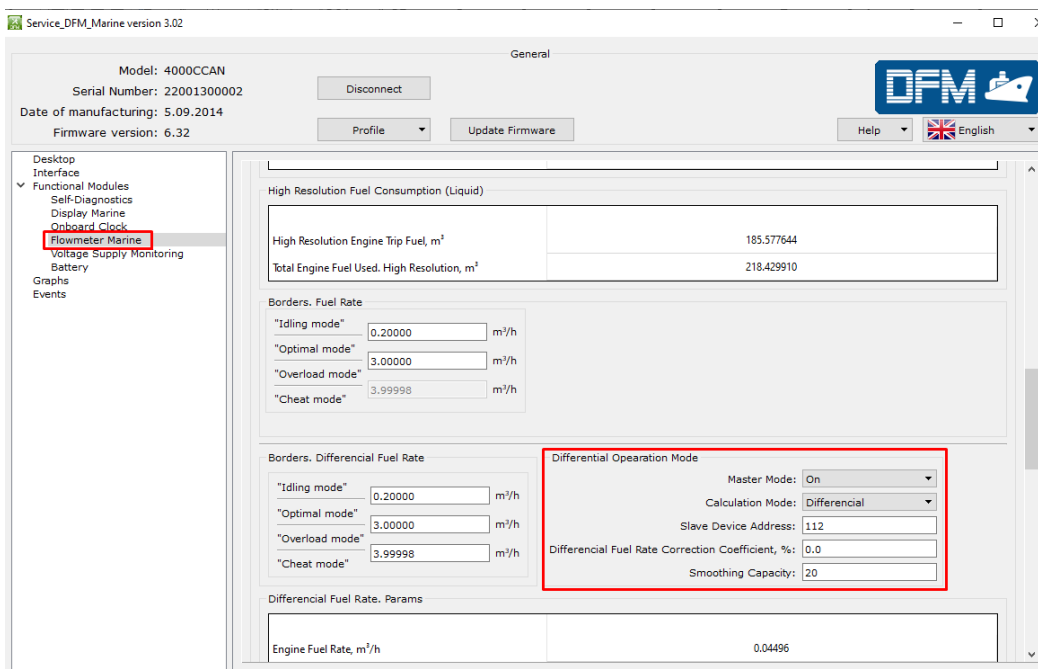 Service_DFM_Marine version 3.02
General
Model: 4000CCAN
Serial Number: 22001300002
Date of manufacturing: 5.09.2014
Firmware version: 6.32
Disconnect
Profile
Update Firmware
DFM
Help
English
Desktop
Interface
Functional Modules
Self-Diagnostics
Display Marine
Onboard Clock
Flowmeter Marine
Voltage Supply Monitoring
Battery
Graphs
Events
High Resolution Fuel Consumption (Liquid)
High Resolution Engine Trip Fuel, m³ 185.577644
Total Engine Fuel Used. High Resolution, m³ 218.429910
Borders. Fuel Rate
"Idling mode"
0.20000 m³/h
"Optimal mode"
3.00000 m³/h
"Overload mode"
3.99998 m³/h
"Cheat mode"
Borders. Differencial Fuel Rate
"Idling mode"
0.20000 m³/h
"Optimal mode"
3.00000 m³/h
"Overload mode"
3.99998 m³/h
"Cheat mode"
Differential Opearation Mode
Master Mode: On
Calculation Mode: Differencial
Slave Device Address: 112
Differencial Fuel Rate Correction Coefficient, %: 0.0
Smoothing Capacity: 20
Differencial Fuel Rate. Params
Engine Fuel Rate, m³/h 0.04496